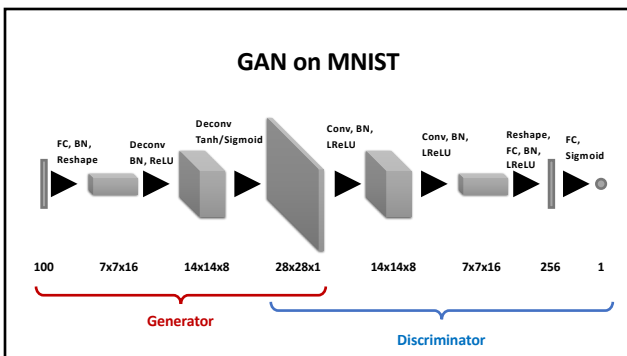 GAN on MNIST
FC, BN,
Reshape
Deconv
BN, ReLU
Deconv
Tanh/Sigmoid
Conv, BN,
LReLU
Conv, BN,
LReLU
Reshape,
FC, BN,
LReLU
FC,
Sigmoid
100
7x7x16
14x14x8
28x28x1
14x14x8
7x7x16
256
1
Generator
Discriminator